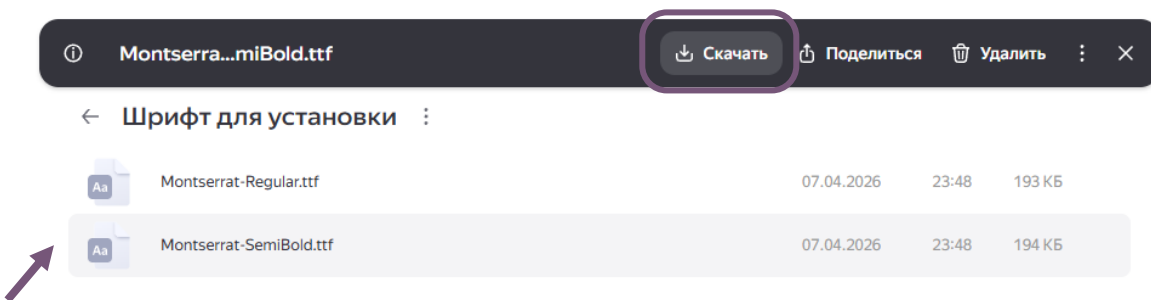 Montserra...miBold.ttf Скачать Поделиться Удалить
Шрифт для установки
Aa Montserrat-Regular.ttf 07.04.2026 23:48 193 КБ
Aa Montserrat-SemiBold.ttf 07.04.2026 23:48 194 КБ